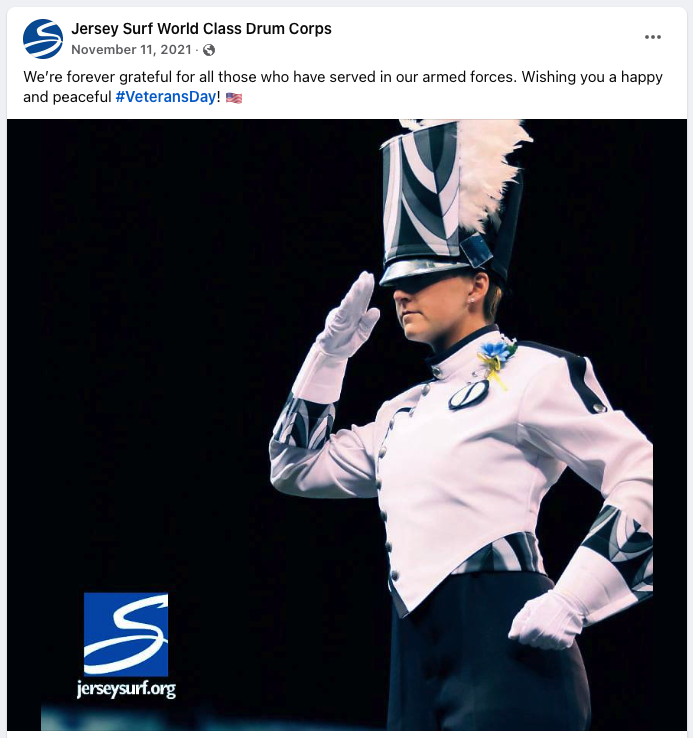 Jersey Surf World Class Drum Corps
November 11, 2021 ·
We’re forever grateful for all those who have served in our armed forces. Wishing you a happy
and peaceful #VeteransDay! 🇺🇸
jerseysurf.org